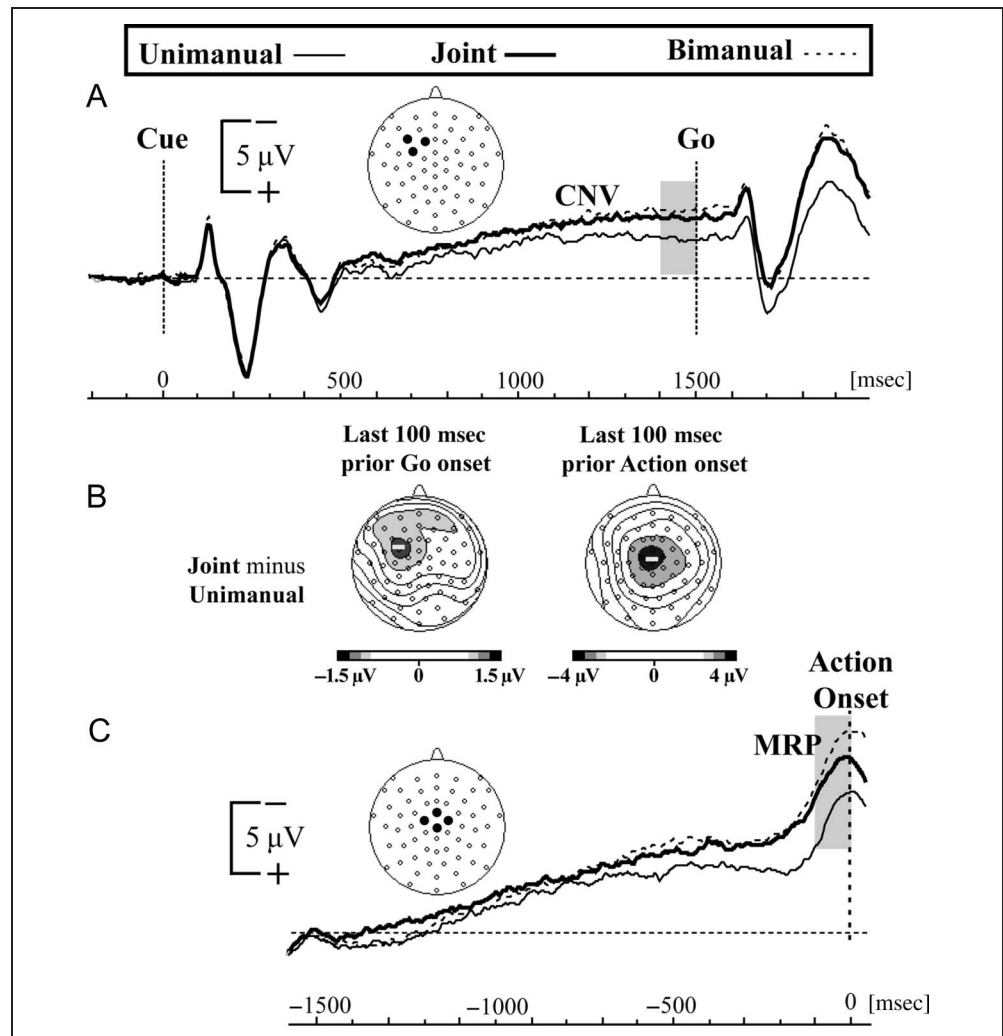 Unimanual Joint Bimanual
A
Cue
−
5 μV
+
Go
CNV
0 500 1000 1500 [msec]
Last 100 msec
prior Go onset
Last 100 msec
prior Action onset
B
Joint minus
Unimanual
−1.5 μV 0 1.5 μV
−4 μV 0 4 μV
Action
Onset
C
MRP
−
5 μV
+
−1500 −1000 −500 0 [msec]